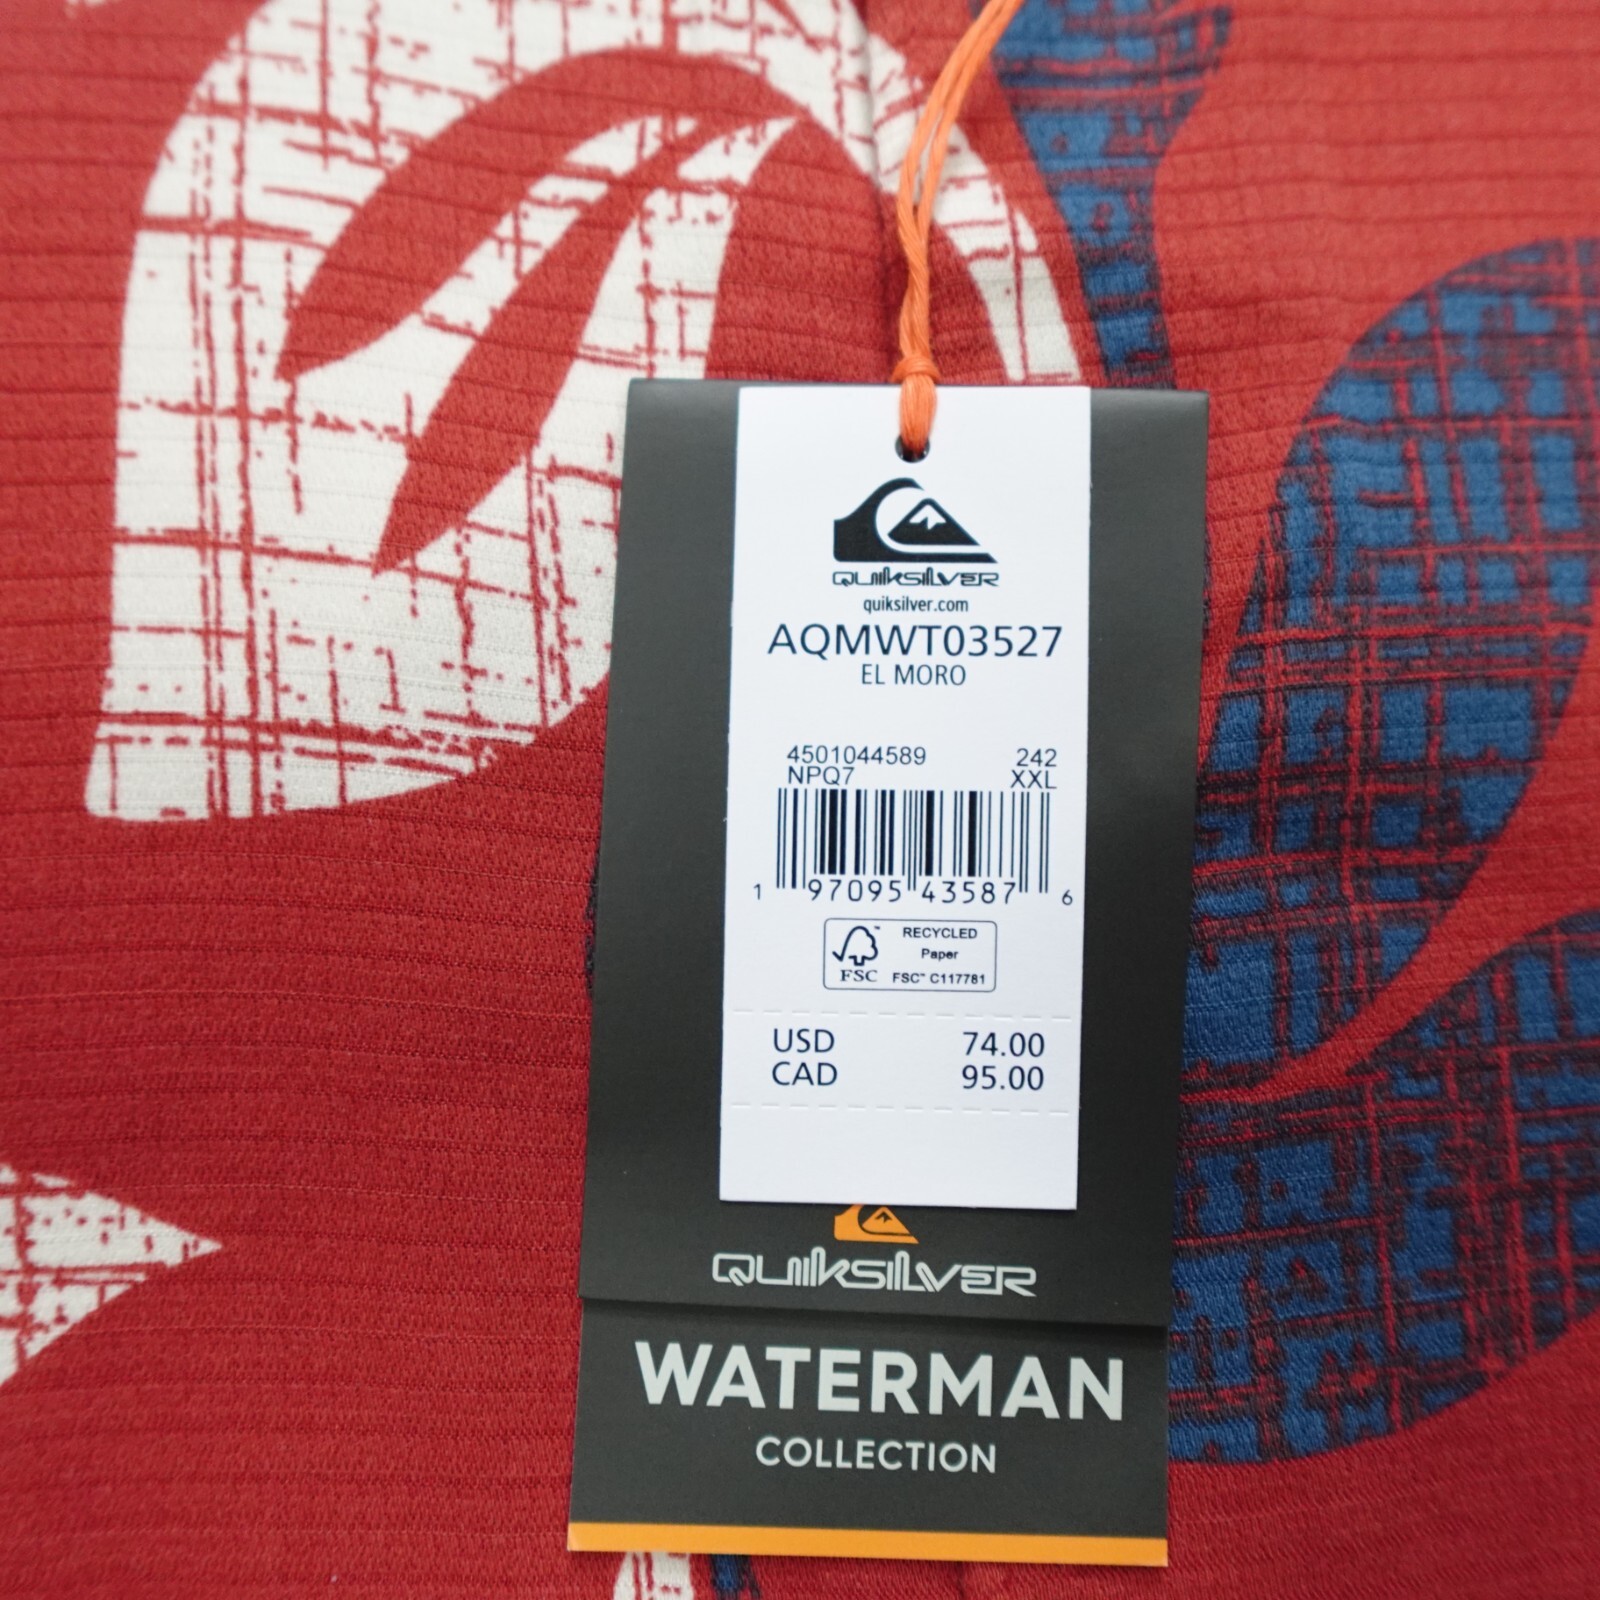 QUIKSILVER
quiksilver.com
AQMWT03527
EL MORO
4501044589 242
NPQ7 XXL
1 97095 43587 6
FSC RECYCLED
Paper
FSC™ C117781
USD 74.00
CAD 95.00
QUIKSILVER
WATERMAN
COLLECTION